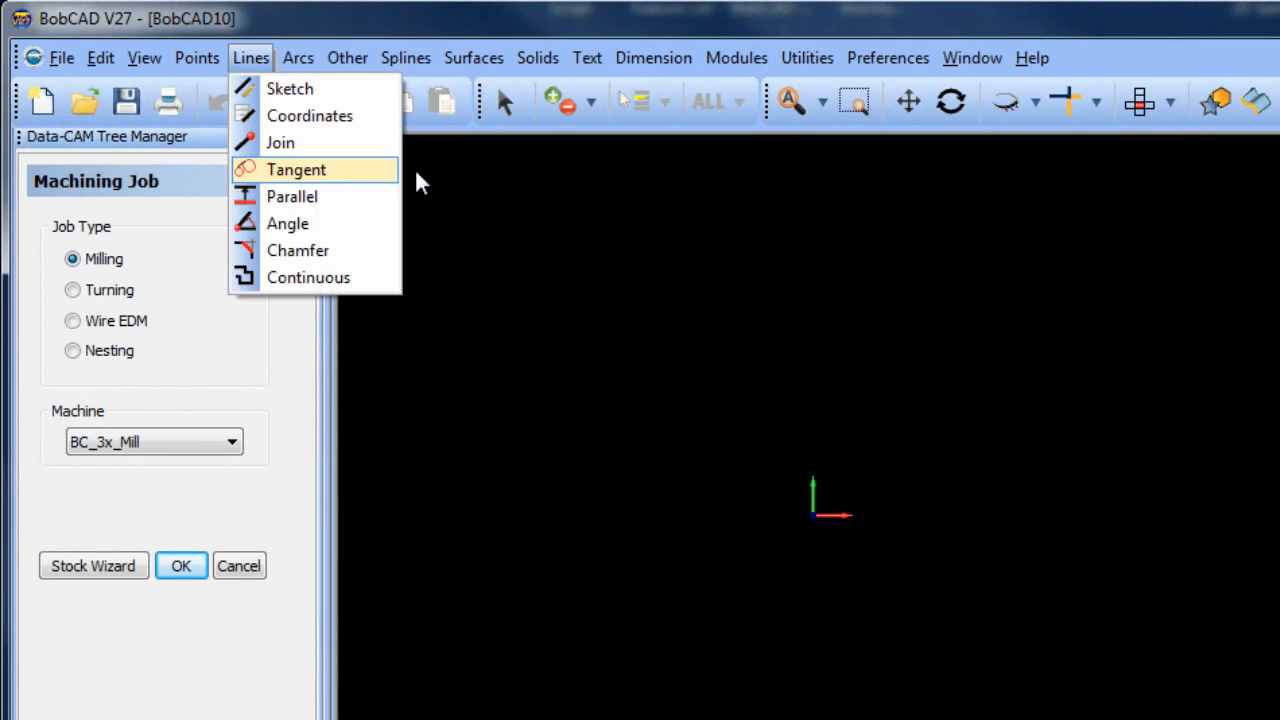 BobCAD V27 - [BobCAD10]
File Edit View Points Lines Arcs Other Splines Surfaces Solids Text Dimension Modules Utilities Preferences Window Help
ALL
Data-CAM Tree Manager
Sketch
Coordinates
Join
Tangent
Parallel
Angle
Chamfer
Continuous
Machining Job
Job Type
Milling
Turning
Wire EDM
Nesting
Machine
BC_3x_Mill
Stock Wizard OK Cancel